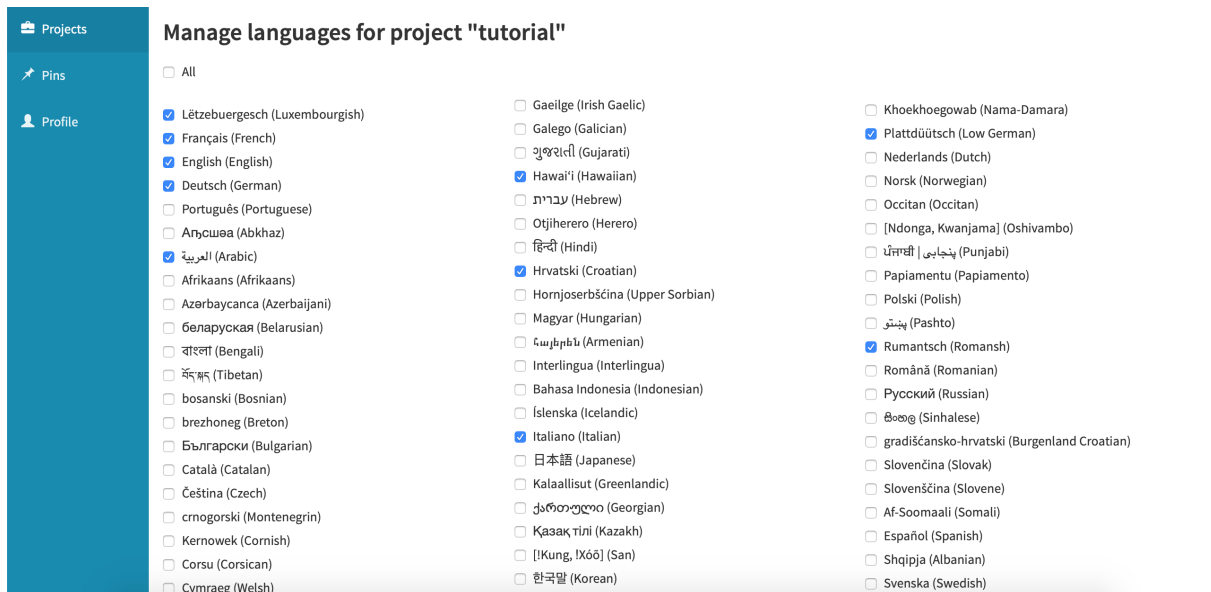 Projects
Pins
Profile
Manage languages for project "tutorial"
All
Lëtzebuergesch (Luxembourgish)
Français (French)
English (English)
Deutsch (German)
Português (Portuguese)
Аҧсшәа (Abkhaz)
العربية (Arabic)
Afrikaans (Afrikaans)
Azərbaycanca (Azerbaijani)
беларуская (Belarusian)
বাংলা (Bengali)
བོད་སྐད (Tibetan)
bosanski (Bosnian)
brezhoneg (Breton)
Български (Bulgarian)
Català (Catalan)
Čeština (Czech)
crnogorski (Montenegrin)
Kernowek (Cornish)
Corsu (Corsican)
Cymraeg (Welsh)
Gaeilge (Irish Gaelic)
Galego (Galician)
ગુજરાતી (Gujarati)
Hawaiʻi (Hawaiian)
עברית (Hebrew)
Otjiherero (Herero)
हिन्दी (Hindi)
Hrvatski (Croatian)
Hornjoserbšćina (Upper Sorbian)
Magyar (Hungarian)
Հայերեն (Armenian)
Interlingua (Interlingua)
Bahasa Indonesia (Indonesian)
Íslenska (Icelandic)
Italiano (Italian)
日本語 (Japanese)
Kalaallisut (Greenlandic)
ქართული (Georgian)
Қазақ тілі (Kazakh)
[!Kung, !Xóõ] (San)
한국말 (Korean)
Khoekhoegowab (Nama-Damara)
Plattdüütsch (Low German)
Nederlands (Dutch)
Norsk (Norwegian)
Occitan (Occitan)
[Ndonga, Kwanjama] (Oshivambo)
ਪੰਜਾਬੀ | پنجابی (Punjabi)
Papiamentu (Papiamento)
Polski (Polish)
پښتو (Pashto)
Rumantsch (Romansh)
Română (Romanian)
Русский (Russian)
සිංහල (Sinhalese)
gradišćansko-hrvatski (Burgenland Croatian)
Slovenčina (Slovak)
Slovenščina (Slovene)
Af-Soomaali (Somali)
Español (Spanish)
Shqipja (Albanian)
Svenska (Swedish)